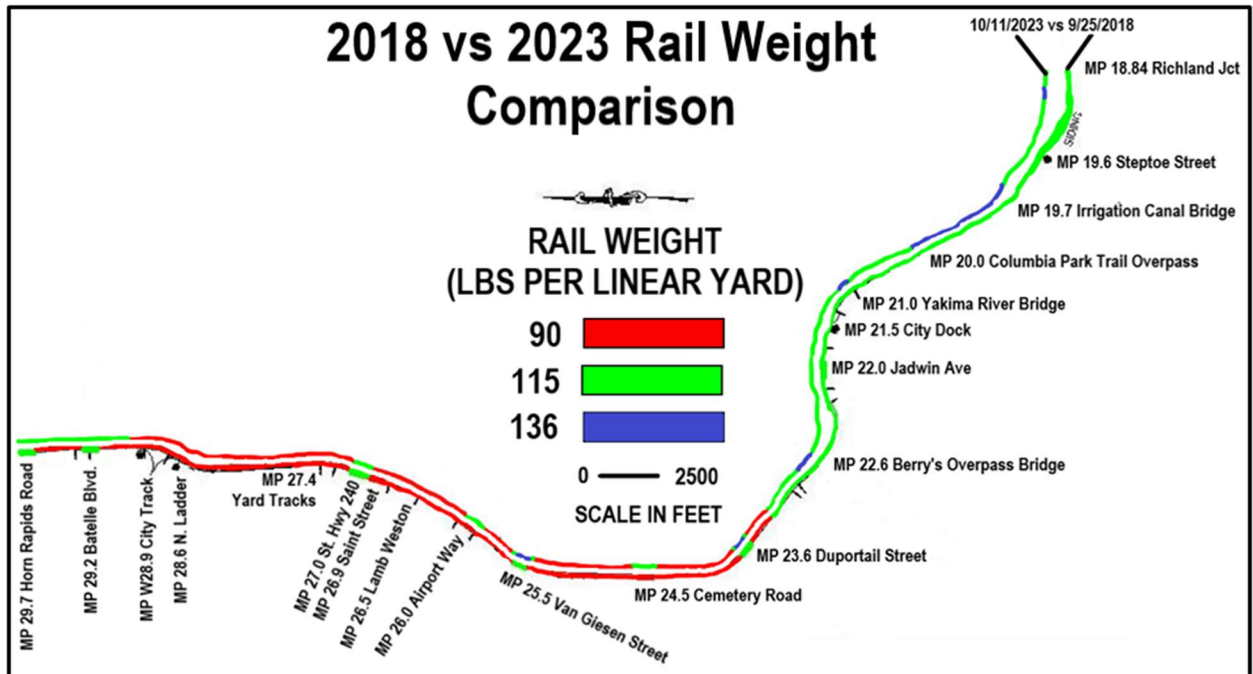 2018 vs 2023 Rail Weight
Comparison
10/11/2023 vs 9/25/2018
MP 18.84 Richland Jct
SIDING
MP 19.6 Steptoe Street
MP 19.7 Irrigation Canal Bridge
MP 20.0 Columbia Park Trail Overpass
MP 21.0 Yakima River Bridge
MP 21.5 City Dock
MP 22.0 Jadwin Ave
MP 22.6 Berry's Overpass Bridge
MP 23.6 Duportail Street
MP 24.5 Cemetery Road
MP 25.5 Van Giesen Street
MP 26.0 Airport Way
MP 26.5 Lamb Weston
MP 26.9 Saint Street
MP 27.0 St. Hwy 240
MP 27.4
Yard Tracks
MP 28.6 N. Ladder
MP W28.9 City Track
MP 29.2 Batelle Blvd.
MP 29.7 Horn Rapids Road
RAIL WEIGHT
(LBS PER LINEAR YARD)
90
115
136
0 2500
SCALE IN FEET